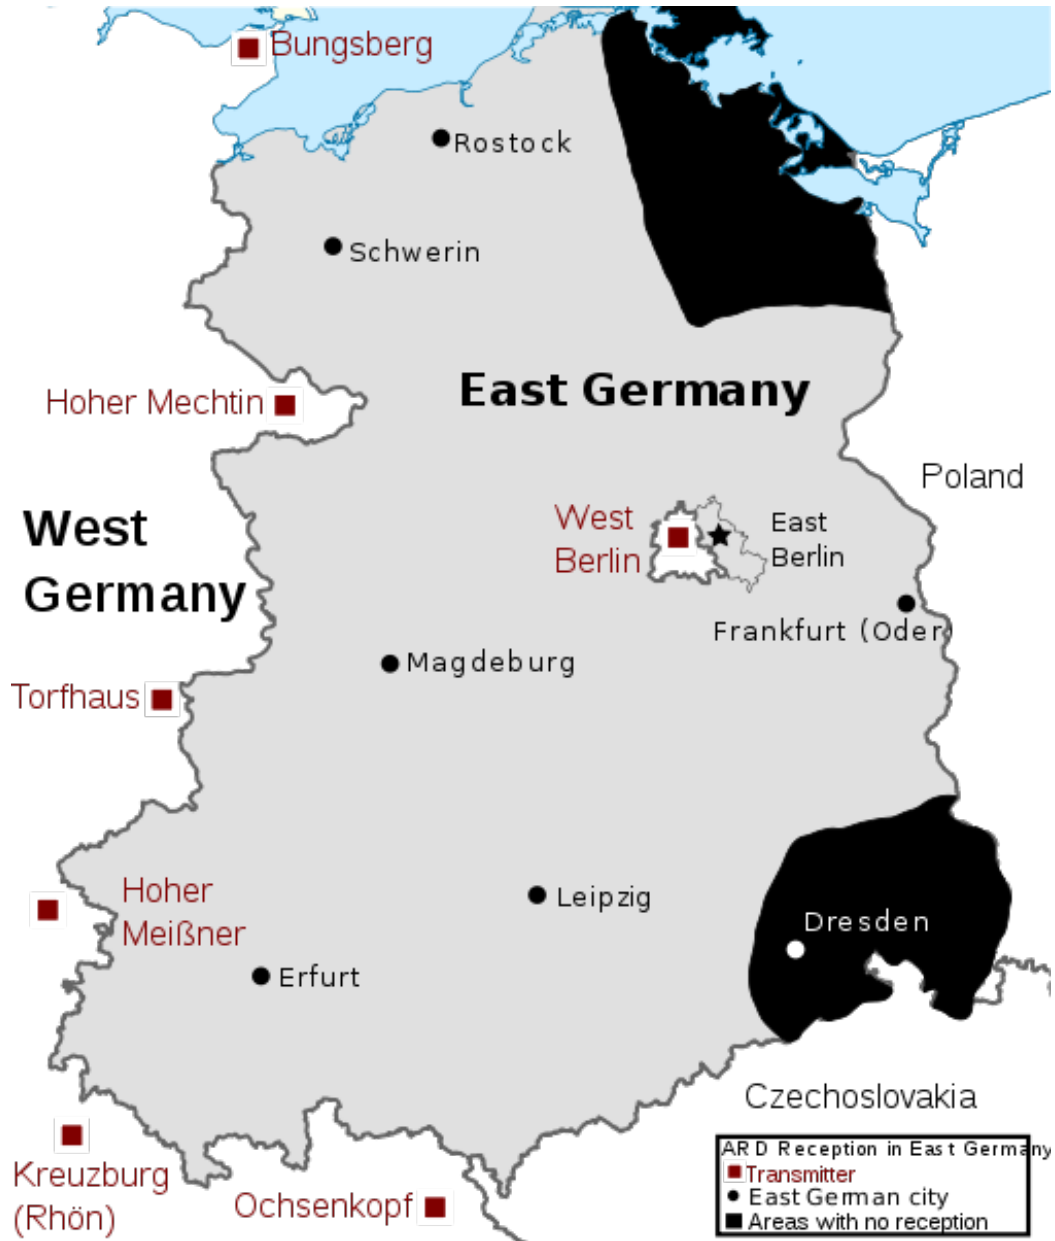 Bungsberg
Rostock
Schwerin
Hoher Mechtin
East Germany
Poland
West
Germany
West
Berlin
East
Berlin
Frankfurt (Oder)
Magdeburg
Torfhaus
Hoher
Meißner
Leipzig
Dresden
Erfurt
Czechoslovakia
Kreuzburg
(Rhön)
Ochsenkopf
ARD Reception in East Germany
Transmitter
East German city
Areas with no reception